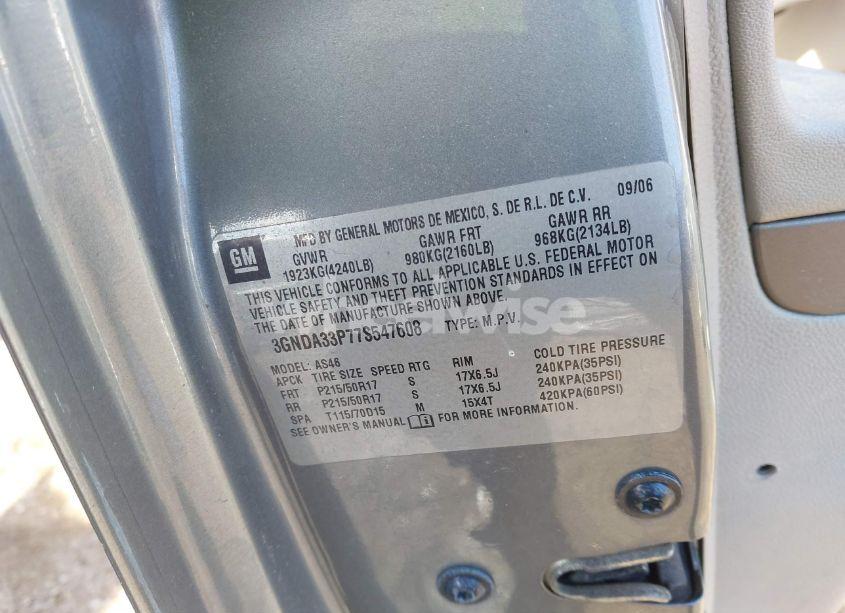 GM
MFD BY GENERAL MOTORS DE MEXICO, S. DE R.L. DE C.V. 09/06
GVWR GAWR FRT GAWR RR
1923KG(4240LB) 980KG(2160LB) 968KG(2134LB)
THIS VEHICLE CONFORMS TO ALL APPLICABLE U.S. FEDERAL MOTOR
VEHICLE SAFETY AND THEFT PREVENTION STANDARDS IN EFFECT ON
THE DATE OF MANUFACTURE SHOWN ABOVE.
3GNDA33P77S547608 TYPE: M.P.V.
MODEL: AS46
APCK TIRE SIZE SPEED RTG RIM COLD TIRE PRESSURE
FRT P215/50R17 S 17X6.5J 240KPA(35PSI)
RR P215/50R17 S 17X6.5J 240KPA(35PSI)
SPA T115/70D15 M 15X4T 420KPA(60PSI)
SEE OWNER'S MANUAL FOR MORE INFORMATION.